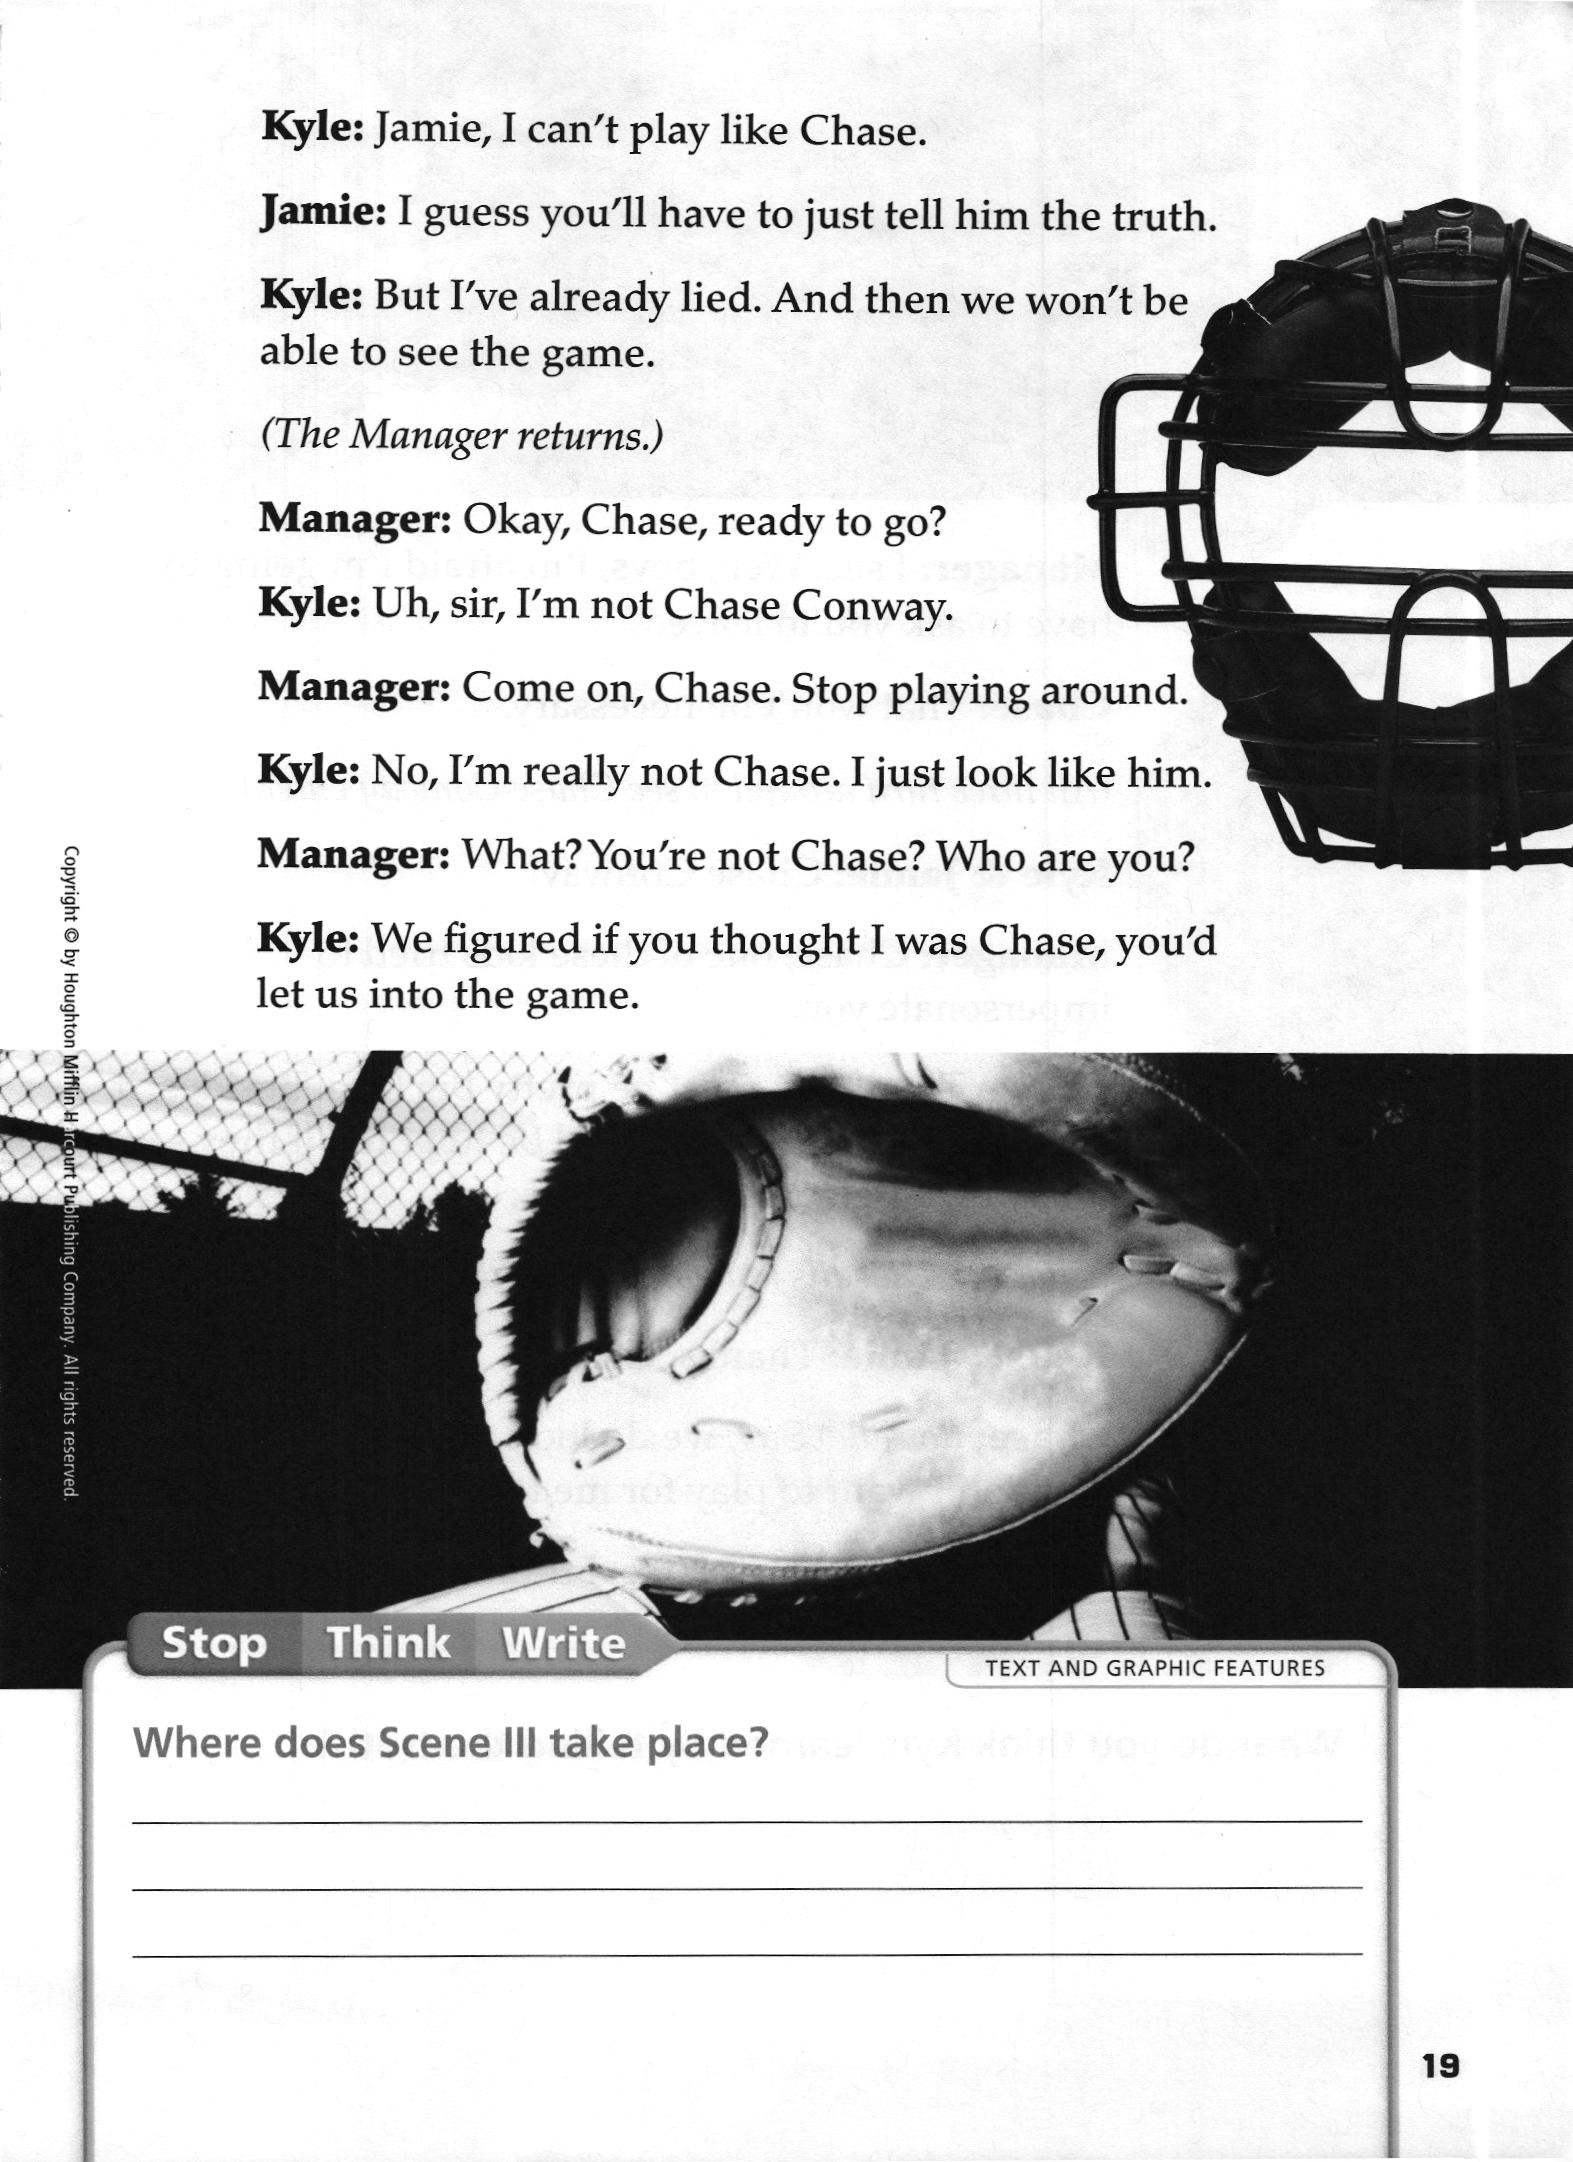 Kyle: Jamie, I can't play like Chase.
Jamie: I guess you'll have to just tell him the truth.
Kyle: But I've already lied. And then we won't be
able to see the game.
(The Manager returns.)
Manager: Okay, Chase, ready to go?
Kyle: Uh, sir, I'm not Chase Conway.
Manager: Come on, Chase. Stop playing around.
Kyle: No, I'm really not Chase. I just look like him.
Manager: What? You're not Chase? Who are you?
Kyle: We figured if you thought I was Chase, you'd
let us into the game.
Copyright © by Houghton Mifflin Harcourt Publishing Company. All rights reserved.
Stop Think Write
TEXT AND GRAPHIC FEATURES
Where does Scene III take place?
19